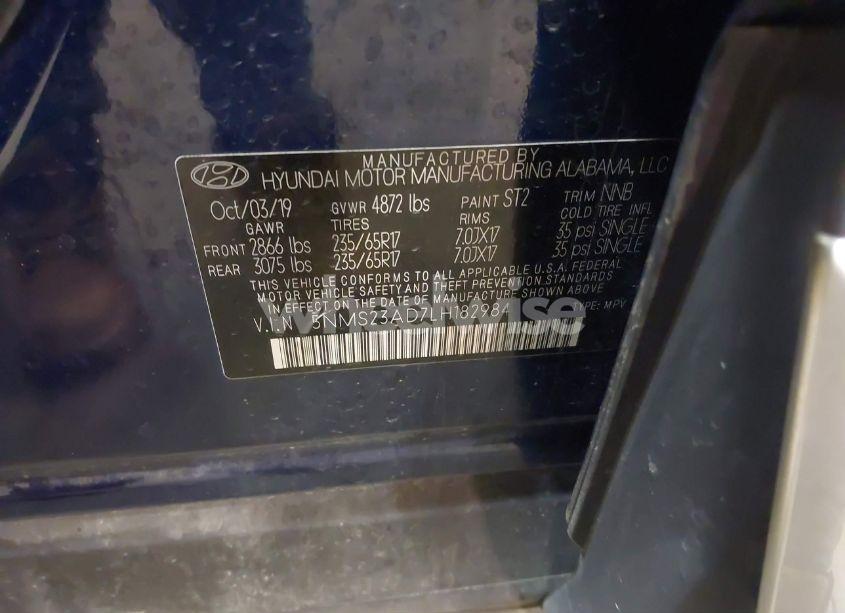 MANUFACTURED BY
HYUNDAI MOTOR MANUFACTURING ALABAMA, LLC
Oct/03/19 GVWR 4872 lbs PAINT ST2 TRIM NNB
GAWR TIRES RIMS COLD TIRE INFL
FRONT 2866 lbs 235/65R17 7.0JX17 35 psi SINGLE
REAR 3075 lbs 235/65R17 7.0JX17 35 psi SINGLE
THIS VEHICLE CONFORMS TO ALL APPLICABLE U.S.A. FEDERAL
MOTOR VEHICLE SAFETY AND THEFT PREVENTION STANDARDS
IN EFFECT ON THE DATE OF MANUFACTURE SHOWN ABOVE
V.I.N 5NMS23AD7LH182984 TYPE: MPV